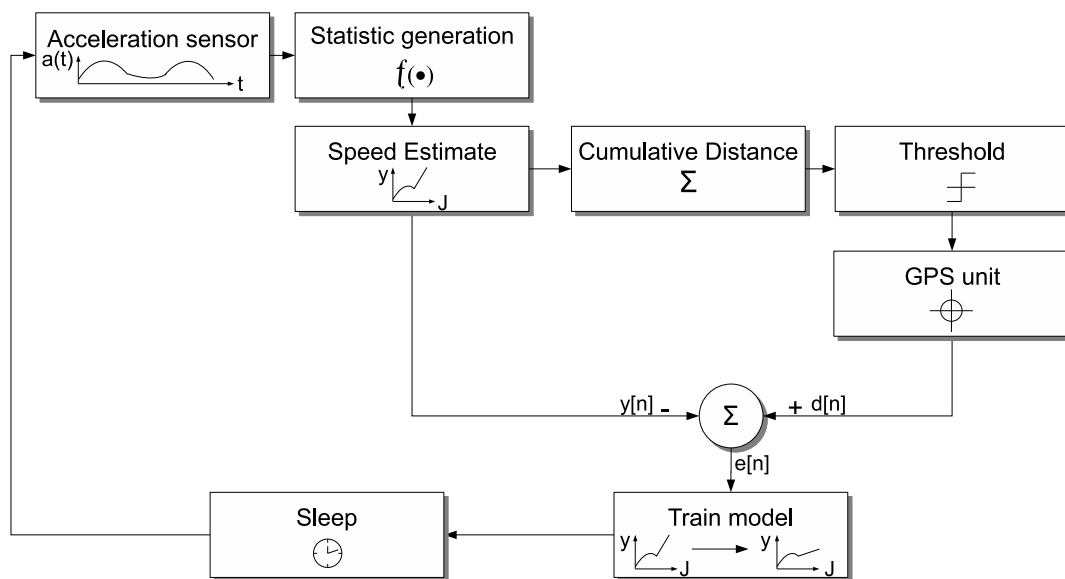 Acceleration sensor
a(t)
t
Statistic generation
f(•)
Speed Estimate
y
J
Cumulative Distance
Σ
Threshold
GPS unit
y[n] -
Σ
+ d[n]
e[n]
Sleep
Train model
y
J
y
J